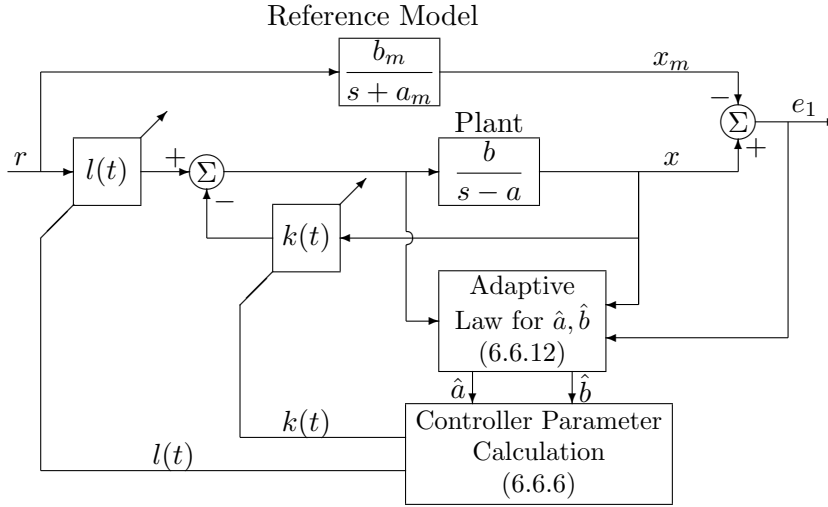 Reference Model
b_m
s + a_m
x_m
−
Σ
e_1
+
Plant
r
l(t)
+
Σ
−
b
s − a
x
k(t)
Adaptive
Law for â, b̂
(6.6.12)
â
b̂
k(t)
l(t)
Controller Parameter
Calculation
(6.6.6)